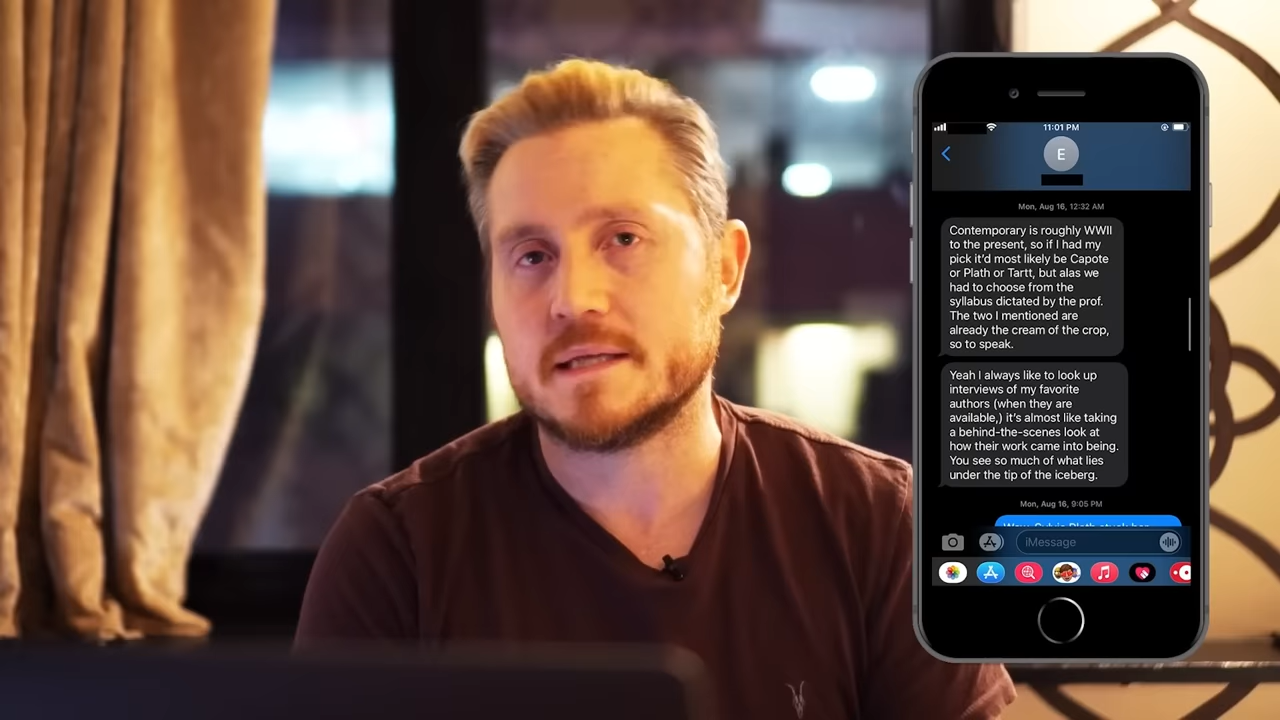 11:01 PM
E
Mon, Aug 16, 12:32 AM
Contemporary is roughly WWII
to the present, so if I had my
pick it'd most likely be Capote
or Plath or Tartt, but alas we
had to choose from the
syllabus dictated by the prof.
The two I mentioned are
already the cream of the crop,
so to speak.
Yeah I always like to look up
interviews of my favorite
authors (when they are
available,) it's almost like taking
a behind-the-scenes look at
how their work came into being.
You see so much of what lies
under the tip of the iceberg.
Mon, Aug 16, 9:05 PM
Wow, Sylvia Plath stuck her
iMessage